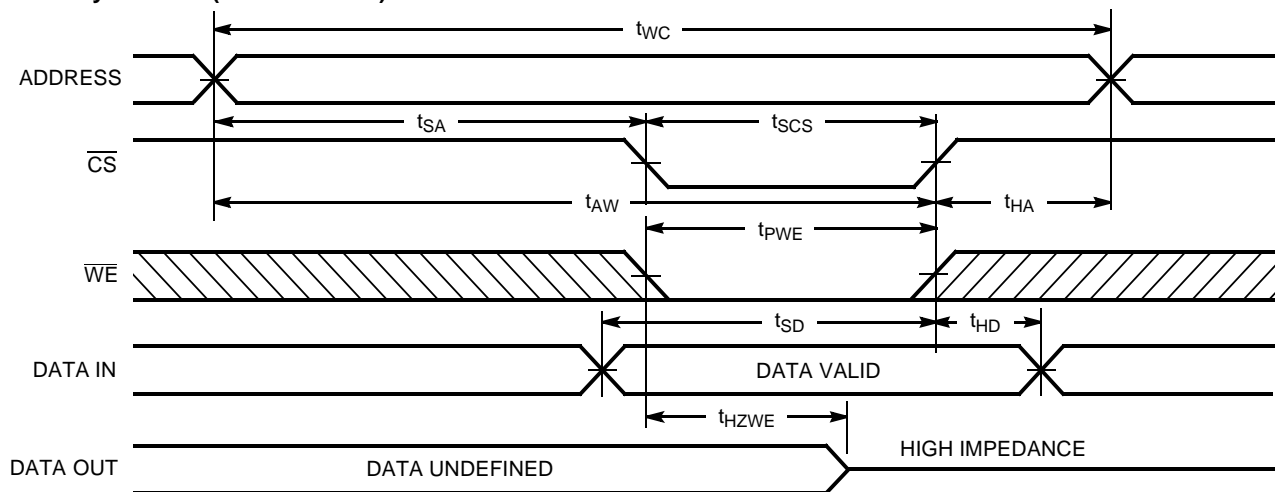 tWC
ADDRESS
tSA
tSCS
CS
tAW
tHA
tPWE
WE
tSD
tHD
DATA IN
DATA VALID
tHZWE
DATA OUT
DATA UNDEFINED
HIGH IMPEDANCE